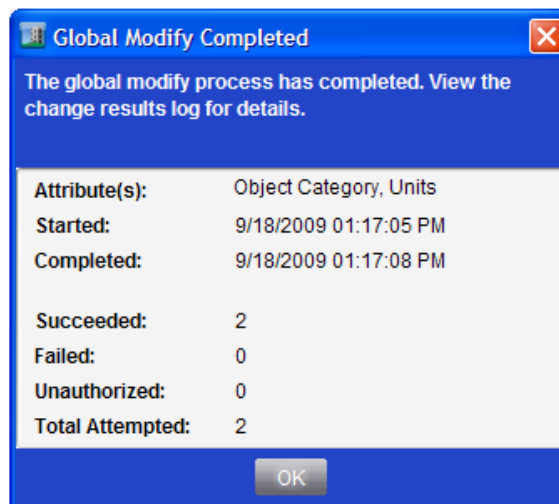 Global Modify Completed
The global modify process has completed. View the
change results log for details.
Attribute(s): Object Category, Units
Started: 9/18/2009 01:17:05 PM
Completed: 9/18/2009 01:17:08 PM
Succeeded: 2
Failed: 0
Unauthorized: 0
Total Attempted: 2
OK